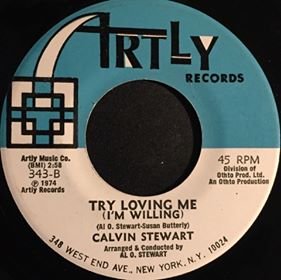 ARTLY
RECORDS
Artly Music Co.
(BMI) 2:58
343-B
℗ 1974
Artly Records
45 RPM
Division of
Othto Prod. Ltd.
An Othto Production
TRY LOVING ME
(I'M WILLING)
(Al O. Stewart-Susan Butterly)
CALVIN STEWART
Arranged & Conducted by
AL O. STEWART
348 WEST END AVE., NEW YORK, N.Y. 10024